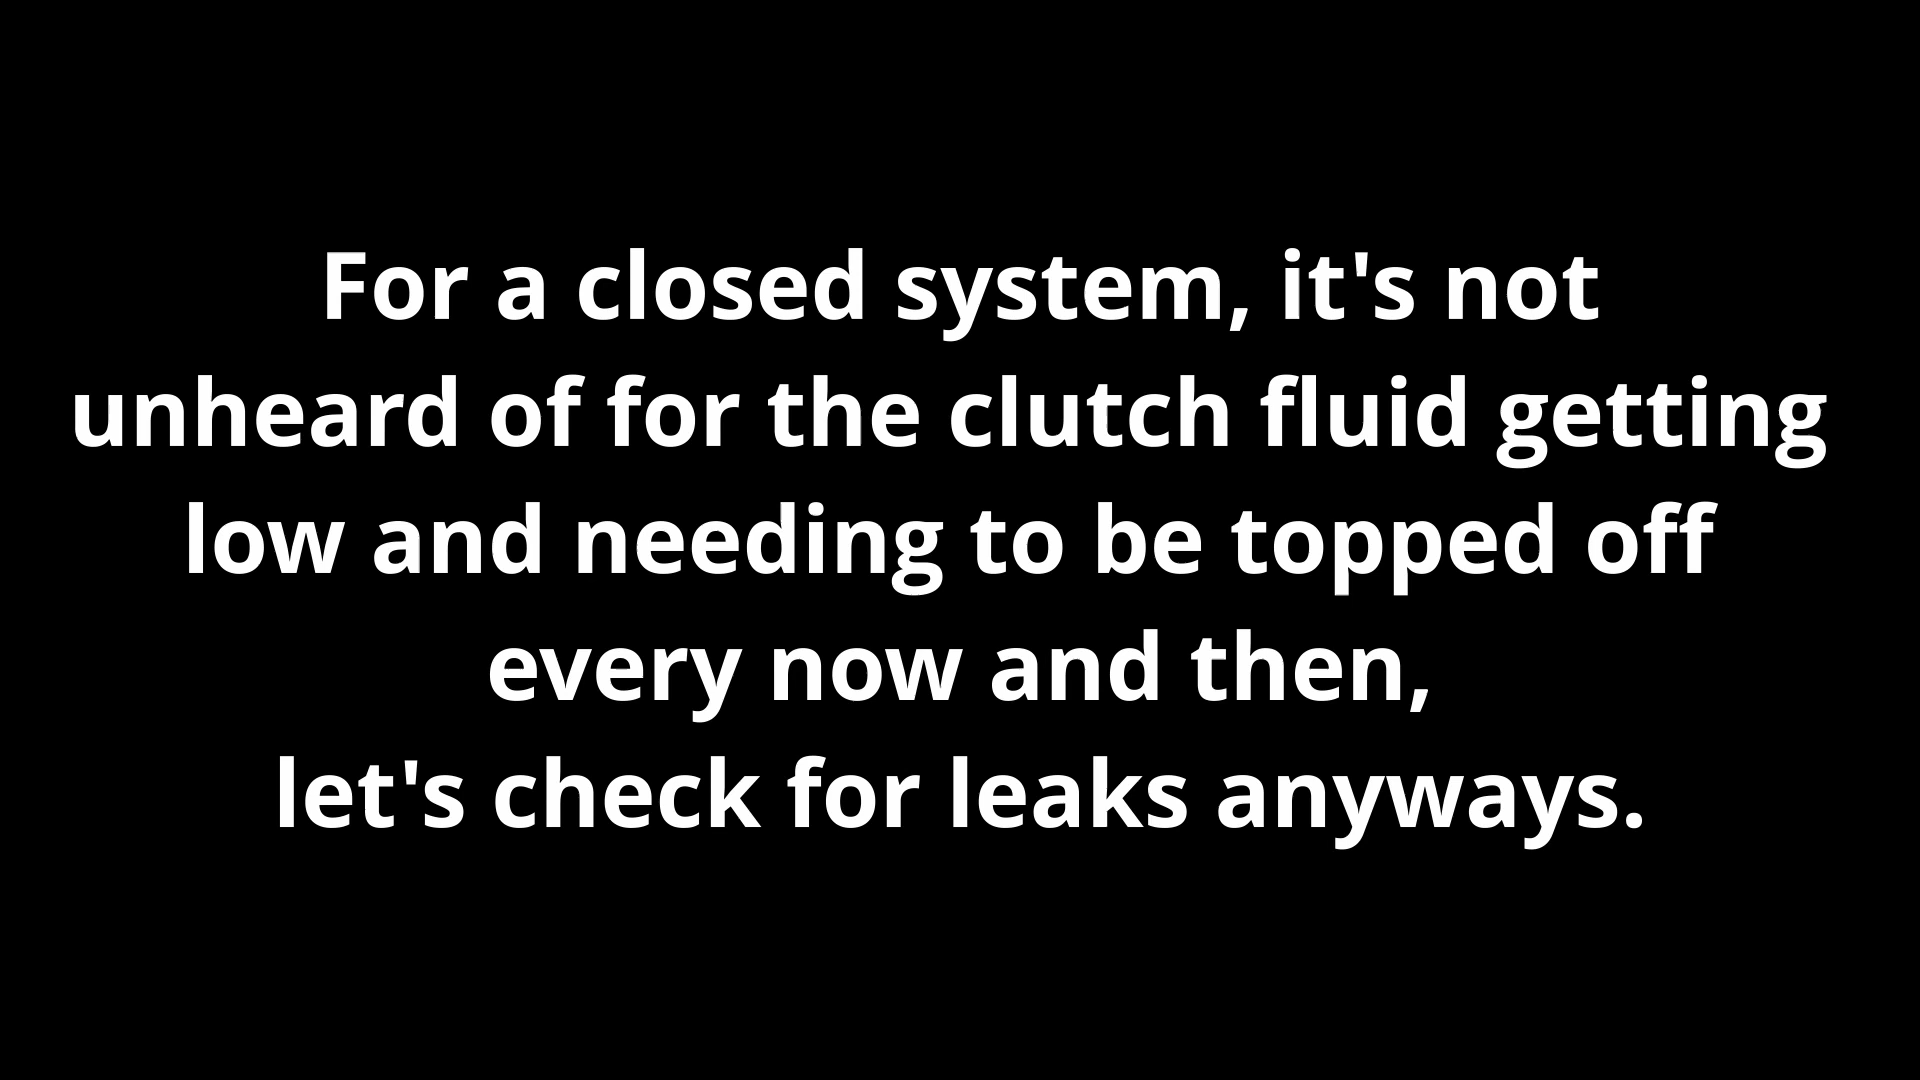 For a closed system, it's not
unheard of for the clutch fluid getting
low and needing to be topped off
every now and then,
let's check for leaks anyways.